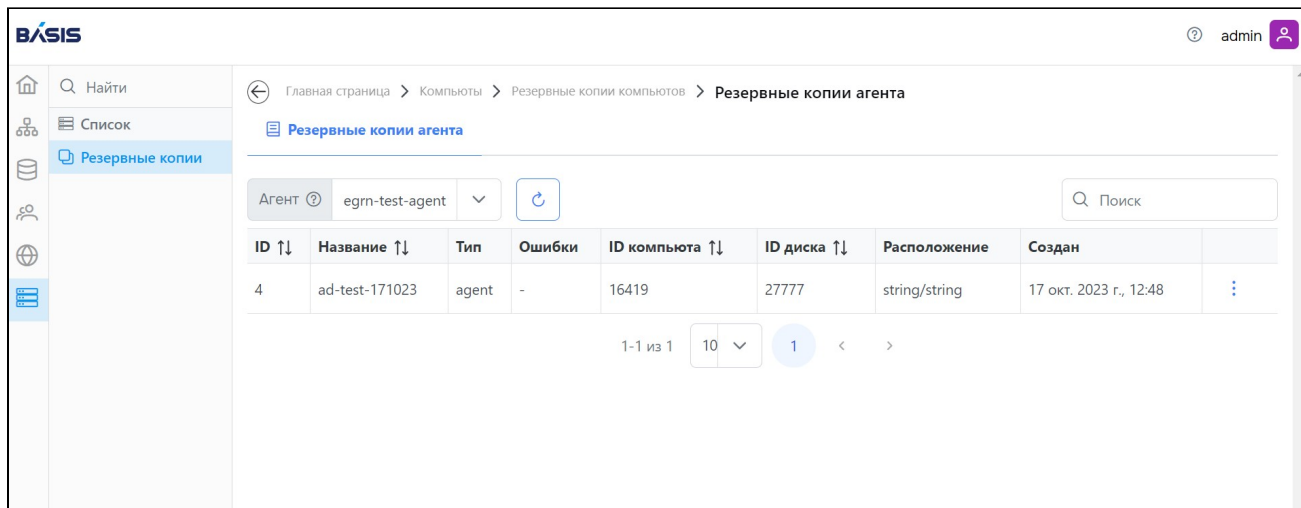 BASIS
admin
Найти
Список
Резервные копии
Главная страница > Компьюты > Резервные копии компьютов > Резервные копии агента
Резервные копии агента
Агент egrn-test-agent
Поиск
ID Название Тип Ошибки ID компьюта ID диска Расположение Создан
4 ad-test-171023 agent - 16419 27777 string/string 17 окт. 2023 г., 12:48
1-1 из 1 10 1 < >